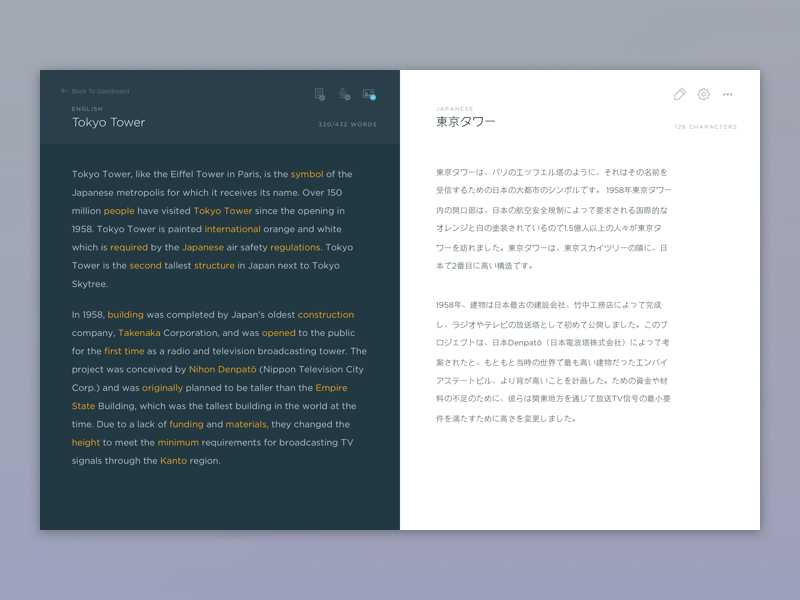 ← Back To Dashboard
ENGLISH
Tokyo Tower
320/432 WORDS
Tokyo Tower, like the Eiffel Tower in Paris, is the symbol of the
Japanese metropolis for which it receives its name. Over 150
million people have visited Tokyo Tower since the opening in
1958. Tokyo Tower is painted international orange and white
which is required by the Japanese air safety regulations. Tokyo
Tower is the second tallest structure in Japan next to Tokyo
Skytree.
In 1958, building was completed by Japan's oldest construction
company, Takenaka Corporation, and was opened to the public
for the first time as a radio and television broadcasting tower. The
project was conceived by Nihon Denpatō (Nippon Television City
Corp.) and was originally planned to be taller than the Empire
State Building, which was the tallest building in the world at the
time. Due to a lack of funding and materials, they changed the
height to meet the minimum requirements for broadcasting TV
signals through the Kanto region.
JAPANESE
東京タワー
128 CHARACTERS
東京タワーは、パリのエッフェル塔のように、それはその名前を
受信するための日本の大都市のシンボルです。 1958年東京タワー
内の開口部は、日本の航空安全規制によって要求される国際的な
オレンジと白の塗装されているので1.5億人以上の人々が東京タ
ワーを訪れました。東京タワーは、東京スカイツリーの隣に、日
本で2番目に高い構造です。
1958年、建物は日本最古の建設会社、竹中工務店によって完成
し、ラジオやテレビの放送塔として初めて公開しました。このプ
ロジェクトは、日本Denpatō（日本電波塔株式会社）によって考
案されたと、もともと当時の世界で最も高い建物だったエンパイ
アステートビル、より背が高いことを計画した。ための資金や材
料の不足のために、彼らは関東地方を通じて放送TV信号の最小要
件を満たすために高さを変更しました。